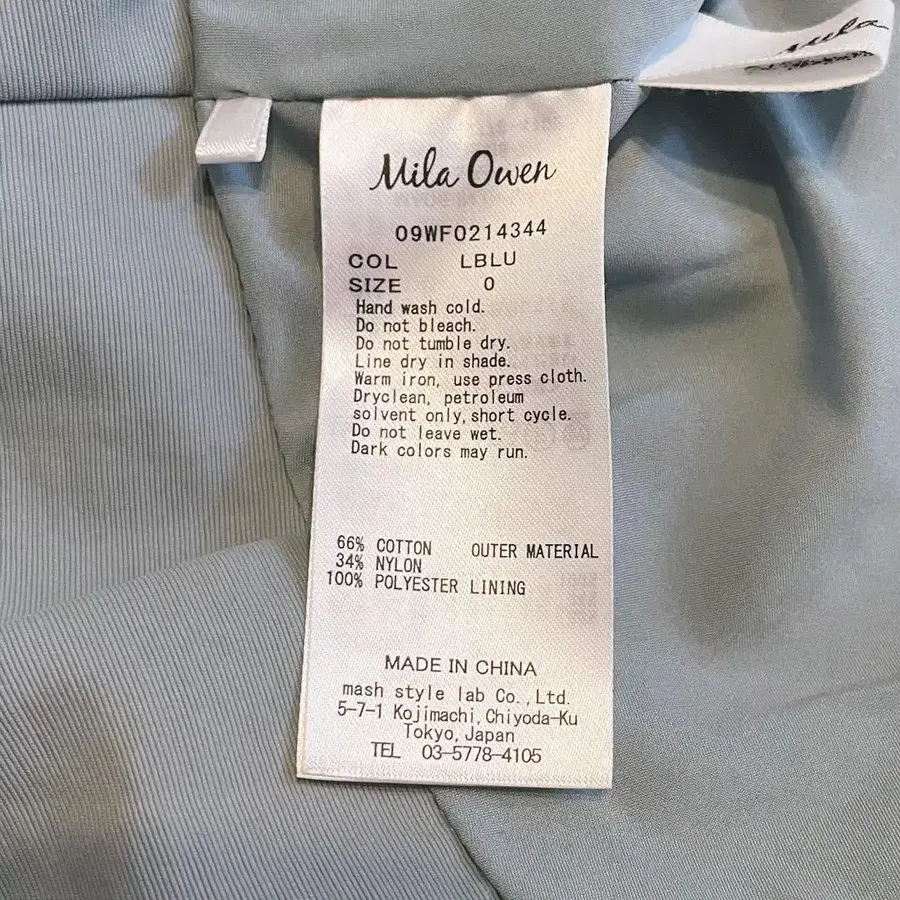 Mila Owen
09WF0214344
COL LBLU
SIZE 0
Hand wash cold.
Do not bleach.
Do not tumble dry.
Line dry in shade.
Warm iron, use press cloth.
Dryclean, petroleum
solvent only, short cycle.
Do not leave wet.
Dark colors may run.
66% COTTON OUTER MATERIAL
34% NYLON
100% POLYESTER LINING
MADE IN CHINA
mash style lab Co.,Ltd.
5-7-1 Kojimachi,Chiyoda-Ku
Tokyo,Japan
TEL 03-5778-4105